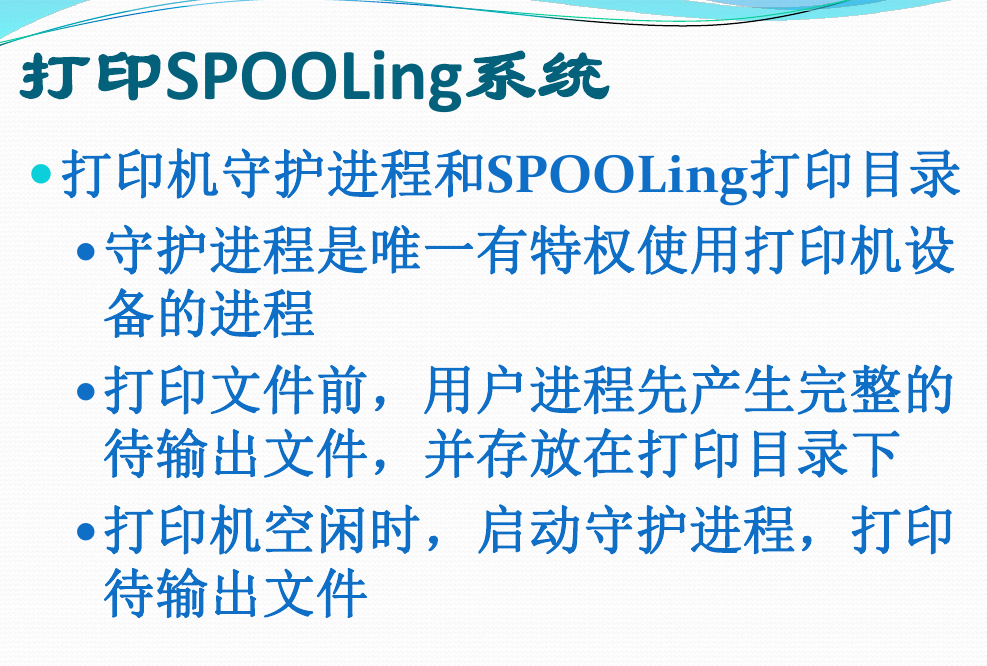 打印SPOOLing系统
•打印机守护进程和SPOOLing打印目录
•守护进程是唯一有特权使用打印机设
备的进程
•打印文件前，用户进程先产生完整的
待输出文件，并存放在打印目录下
•打印机空闲时，启动守护进程，打印
待输出文件